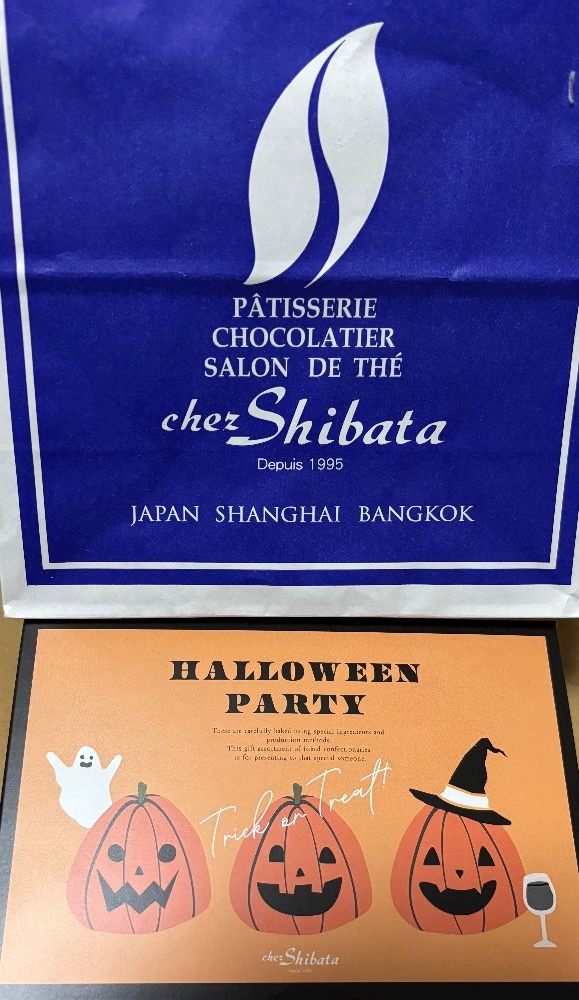 PÂTISSERIE
CHOCOLATIER
SALON DE THÉ
chez Shibata
Depuis 1995
JAPAN SHANGHAI BANGKOK
HALLOWEEN
PARTY
These are carefully baked using special ingredients and
production methods.
This gift assortment of baked confectionaries
is for presenting to that special someone.
Trick or Treat!
chez Shibata
Depuis 1995